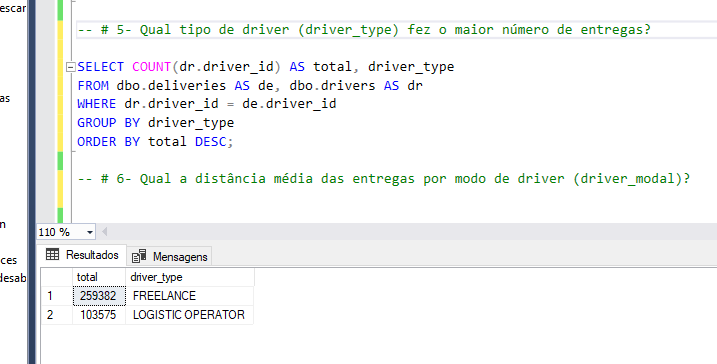 escar
-- # 5- Qual tipo de driver (driver_type) fez o maior número de entregas?
SELECT COUNT(dr.driver_id) AS total, driver_type
as
FROM dbo.deliveries AS de, dbo.drivers AS dr
WHERE dr.driver_id = de.driver_id
GROUP BY driver_type
ORDER BY total DESC;
-- # 6- Qual a distância média das entregas por modo de driver (driver_modal)?
n
110 %
ces
Resultados Mensagens
desab
total driver_type
1 259382 FREELANCE
2 103575 LOGISTIC OPERATOR